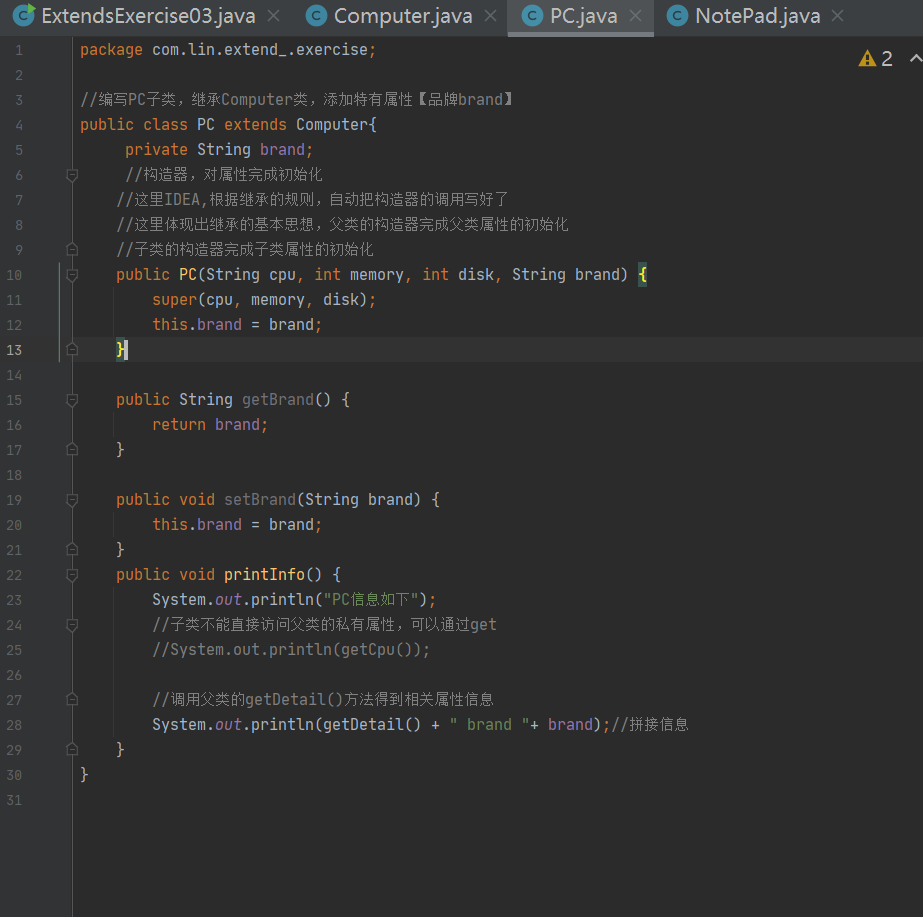 ExtendsExercise03.java Computer.java PC.java NotePad.java
1 package com.lin.extend_.exercise;
2
3 //编写PC子类，继承Computer类，添加特有属性【品牌brand】
4 public class PC extends Computer{
5 private String brand;
6 //构造器，对属性完成初始化
7 //这里IDEA,根据继承的规则，自动把构造器的调用写好了
8 //这里体现出继承的基本思想，父类的构造器完成父类属性的初始化
9 //子类的构造器完成子类属性的初始化
10 public PC(String cpu, int memory, int disk, String brand) {
11 super(cpu, memory, disk);
12 this.brand = brand;
13 }
14
15 public String getBrand() {
16 return brand;
17 }
18
19 public void setBrand(String brand) {
20 this.brand = brand;
21 }
22 public void printInfo() {
23 System.out.println("PC信息如下");
24 //子类不能直接访问父类的私有属性，可以通过get
25 //System.out.println(getCpu());
26
27 //调用父类的getDetail()方法得到相关属性信息
28 System.out.println(getDetail() + " brand "+ brand);//拼接信息
29 }
30 }
31
2